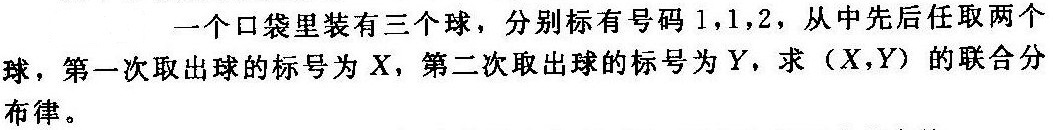 一个口袋里装有三个球，分别标有号码 1,1,2，从中先后任取两个
球，第一次取出球的标号为 X，第二次取出球的标号为 Y，求（X,Y）的联合分
布律。